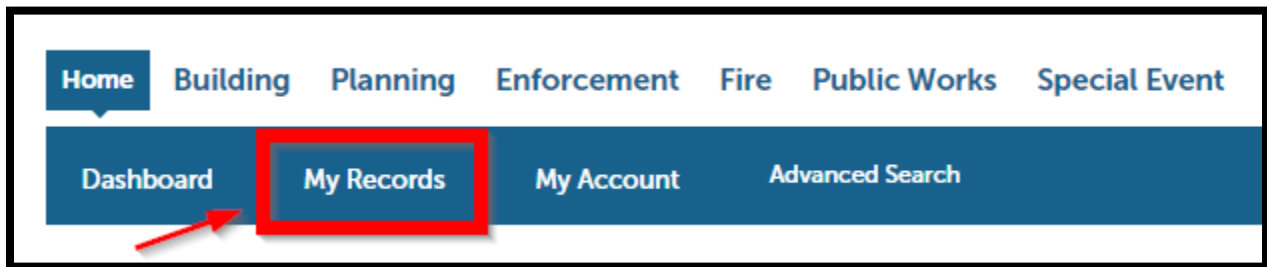 Home Building Planning Enforcement Fire Public Works Special Event
Dashboard My Records My Account Advanced Search